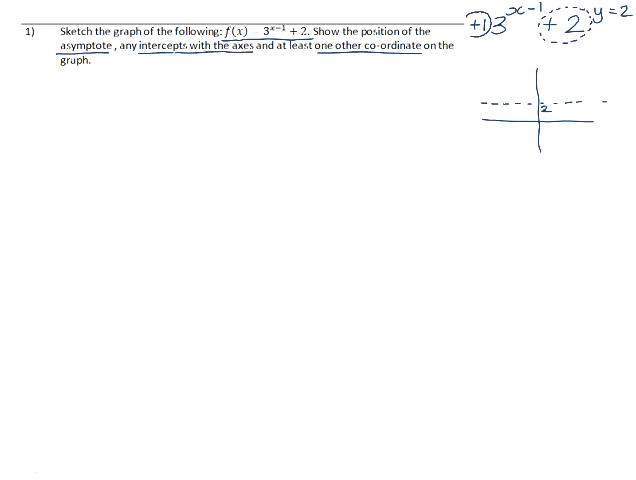 1) Sketch the graph of the following: f(x) = 3^{x−1} + 2. Show the position of the
asymptote , any intercepts with the axes and at least one other co-ordinate on the
graph.
+1) 3^{x−1} + 2 y = 2
2